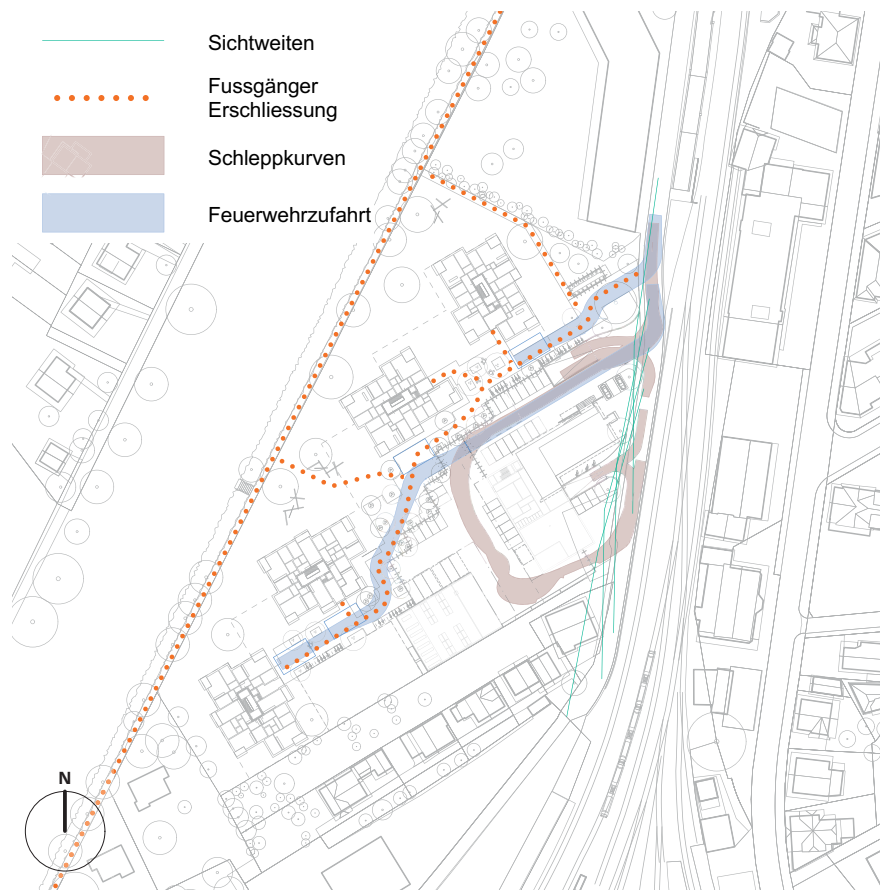 Sichtweiten
Fussgänger
Erschliessung
Schleppkurven
Feuerwehrzufahrt
N